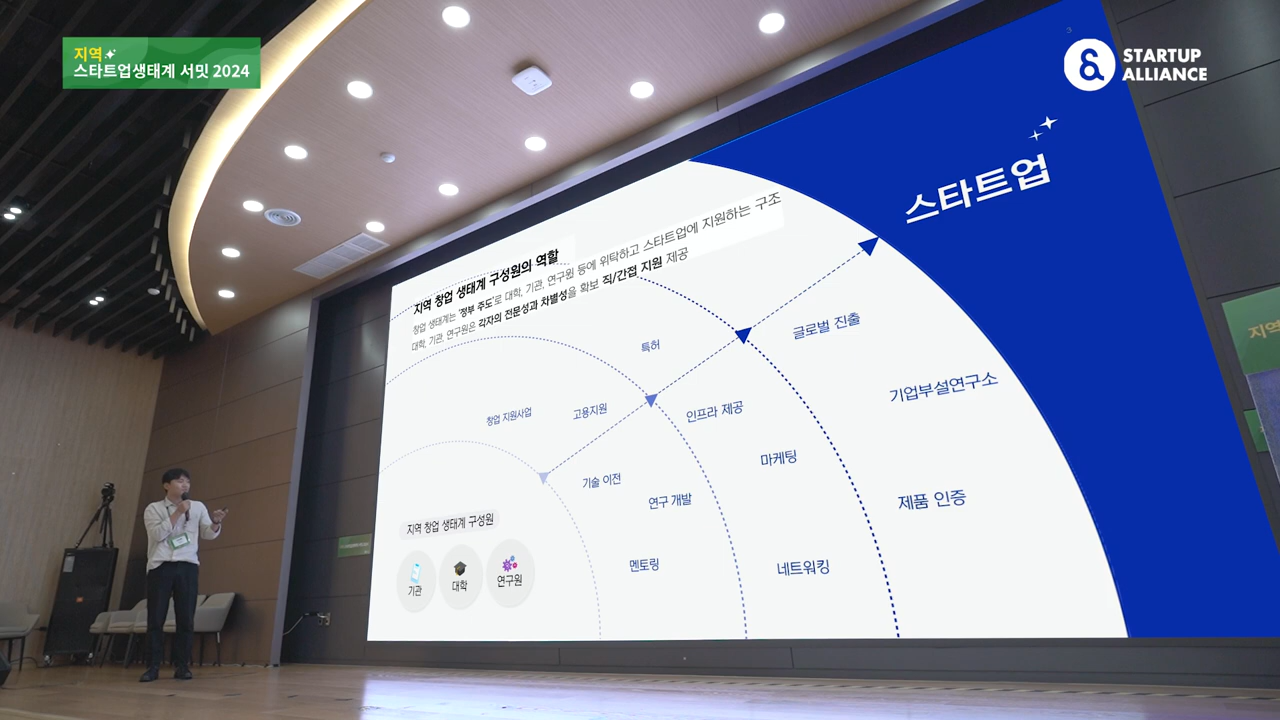 지역
스타트업생태계 서밋 2024
STARTUP
ALLIANCE
3
스타트업
지역 창업 생태계 구성원의 역할
창업 생태계는 '정부 주도'로 대학, 기관, 연구원 등에 위탁하고 스타트업에 지원하는 구조
대학, 기관, 연구원은 각자의 전문성과 차별성을 확보 직/간접 지원 제공
특허
글로벌 진출
창업 지원사업
고용지원
인프라 제공
기업부설연구소
기술 이전
연구 개발
마케팅
제품 인증
멘토링
네트워킹
지역 창업 생태계 구성원
기관
대학
연구원
지역